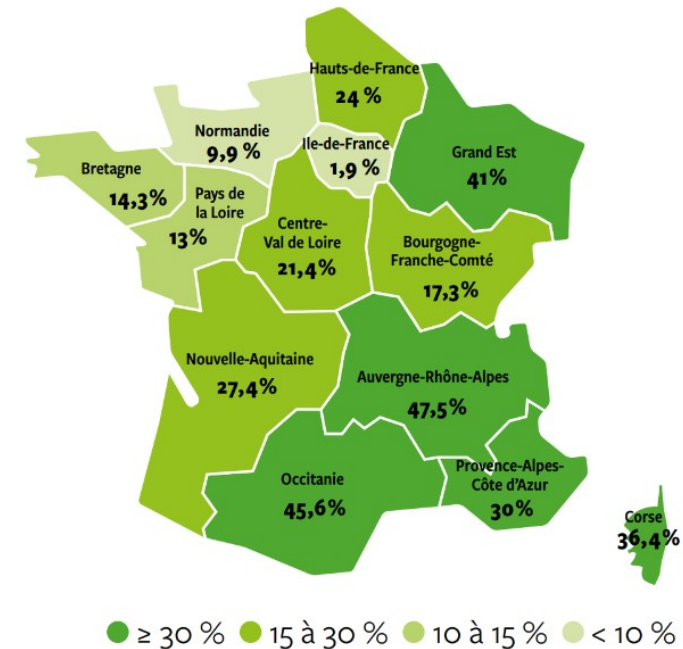 Hauts-de-France
24 %
Normandie
9,9 %
Ile-de-France
1,9 %
Grand Est
41%
Bretagne
14,3%
Pays de
la Loire
13%
Centre-
Val de Loire
21,4%
Bourgogne-
Franche-Comté
17,3%
Nouvelle-Aquitaine
27,4%
Auvergne-Rhône-Alpes
47,5%
Occitanie
45,6%
Provence-Alpes-
Côte d'Azur
30%
Corse
36,4%
≥ 30 % 15 à 30 % 10 à 15 % < 10 %